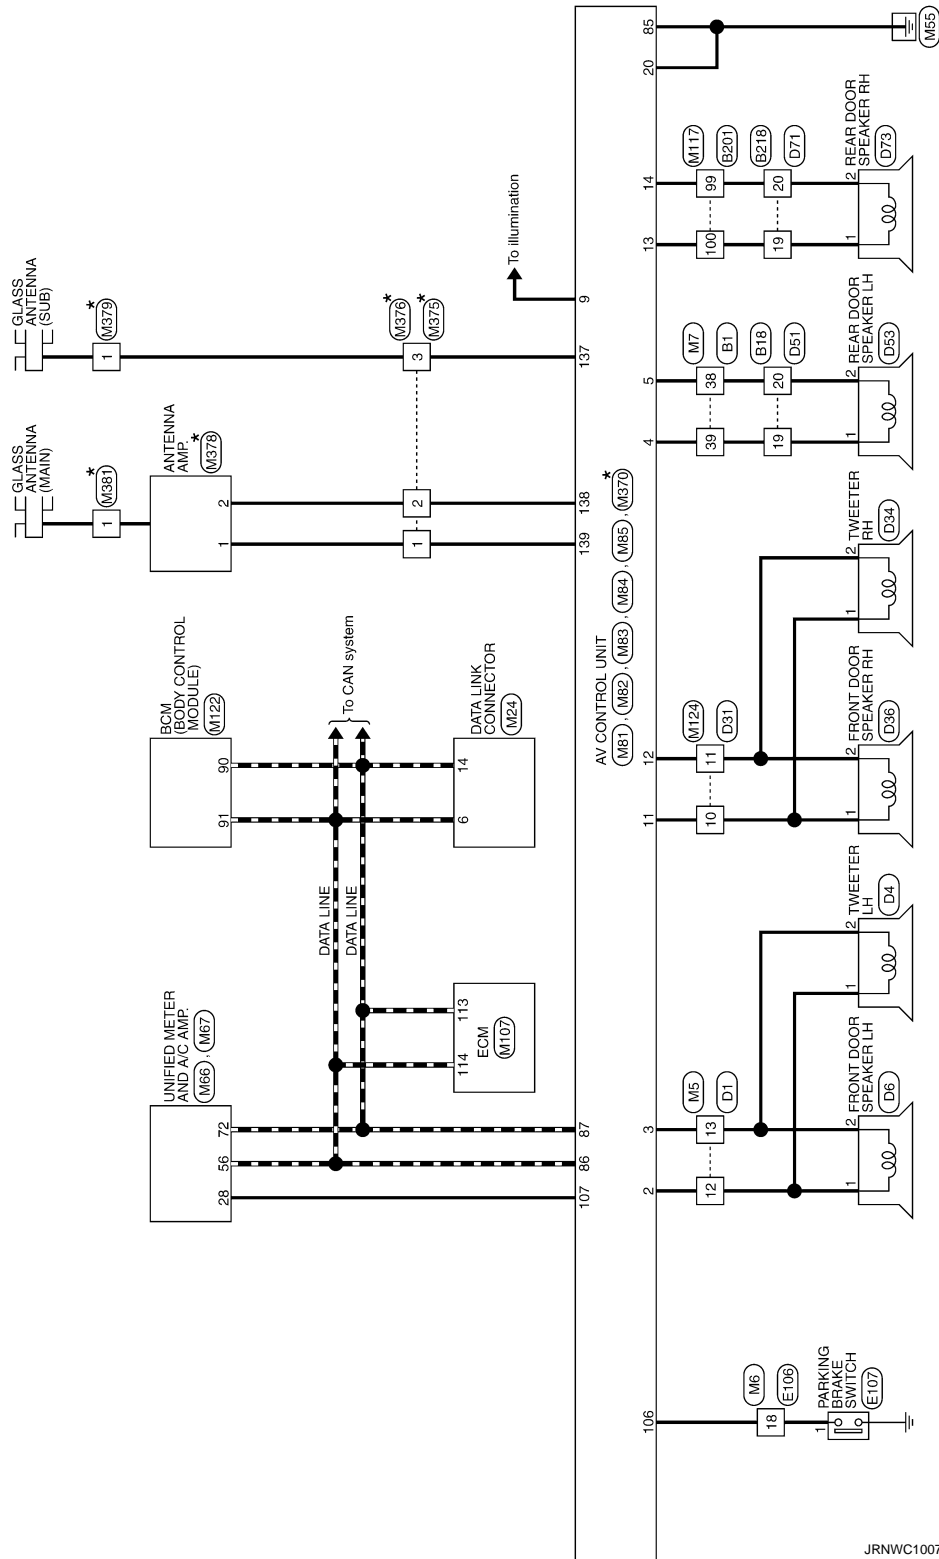 GLASS
ANTENNA
(MAIN)
1
M381
*
GLASS
ANTENNA
(SUB)
1
M379
*
ANTENNA
AMP.
*
M378
1
2
1
2
3
M376
*
M375
*
139
138
137
9
To illumination
BCM
(BODY CONTROL
MODULE)
M122
91
90
To CAN system
DATA LINE
DATA LINE
6
14
DATA LINK
CONNECTOR
M24
UNIFIED METER
AND A/C AMP.
M66 , M67
28
56
72
114
113
ECM
M107
107
86
87
AV CONTROL UNIT
M81 , M82 , M83 , M84 , M85 , M370
*
106
M6
E106
18
PARKING
BRAKE
SWITCH
E107
1
2
3
M5
D1
12
13
1
2
FRONT DOOR
SPEAKER LH
D6
1
2
TWEETER
LH
D4
11
12
M124
D31
10
11
1
2
FRONT DOOR
SPEAKER RH
D36
1
2
TWEETER
RH
D34
4
5
M7
B1
39
38
B18
D51
19
20
1
2
REAR DOOR
SPEAKER LH
D53
13
14
M117
B201
100
99
B218
D71
19
20
1
2
REAR DOOR
SPEAKER RH
D73
20
85
M55
JRNWC1007